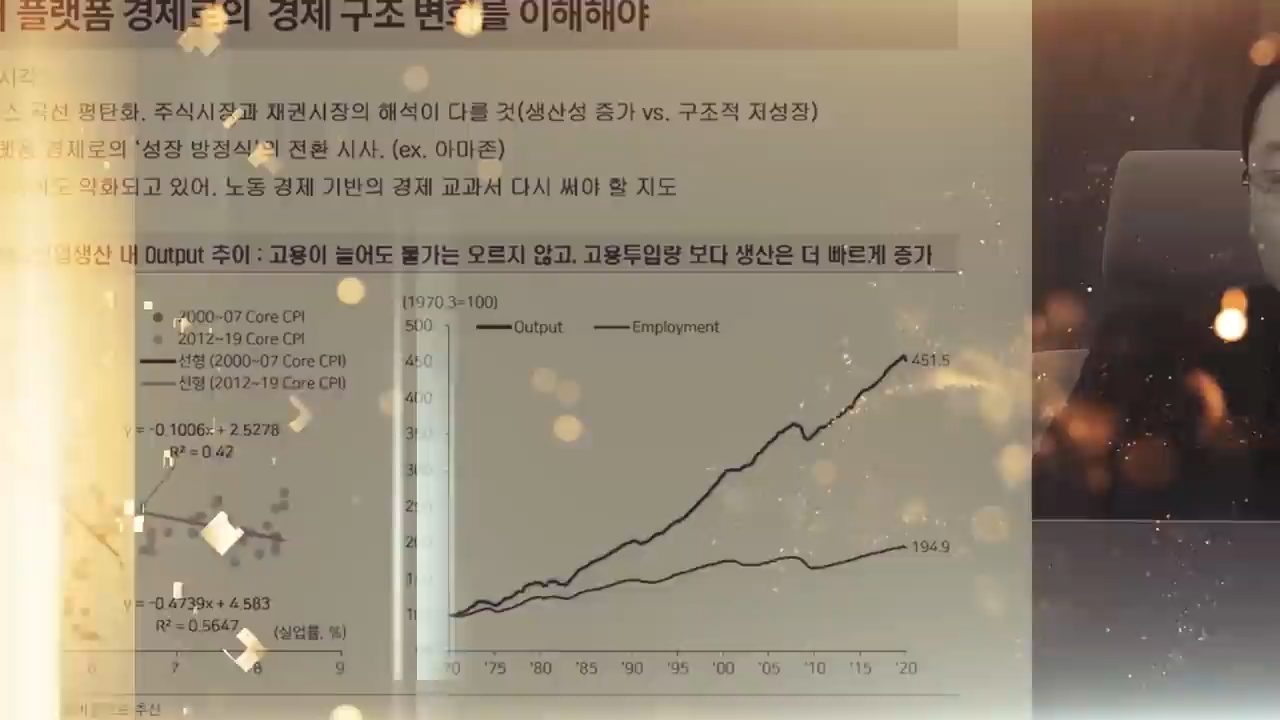 플랫폼 경제로의 경제 구조 변화를 이해해야
시각
곡선 평탄화. 주식시장과 채권시장의 해석이 다를 것(생산성 증가 vs. 구조적 저성장)
경제로의 '성장 방정식'의 전환 시사. (ex. 아마존)
악화되고 있어. 노동 경제 기반의 경제 교과서 다시 써야 할 지도
내 Output 추이 : 고용이 늘어도 물가는 오르지 않고. 고용투입량 보다 생산은 더 빠르게 증가
2000~07 Core CPI
2012~19 Core CPI
선형 (2000~07 Core CPI)
선형 (2012~19 Core CPI)
y = -0.1006x + 2.5278
R² = 0.42
y = -0.4739x + 4.583
R² = 0.5647
(실업률, %)
6 7 8 9
추선
(1970.3=100)
Output Employment
500
450
400
451.5
194.9
'75 '80 '85 '90 '95 '00 '05 '10 '15 '20